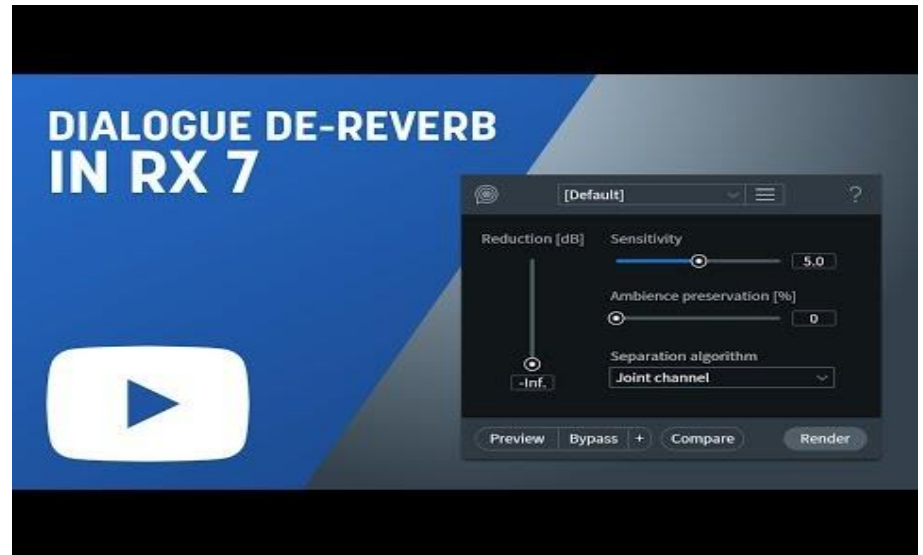 DIALOGUE DE-REVERB
IN RX 7
[Default]
?
Reduction [dB]
Sensitivity
5.0
Ambience preservation [%]
0
Separation algorithm
-Inf.
Joint channel
Preview Bypass + Compare Render